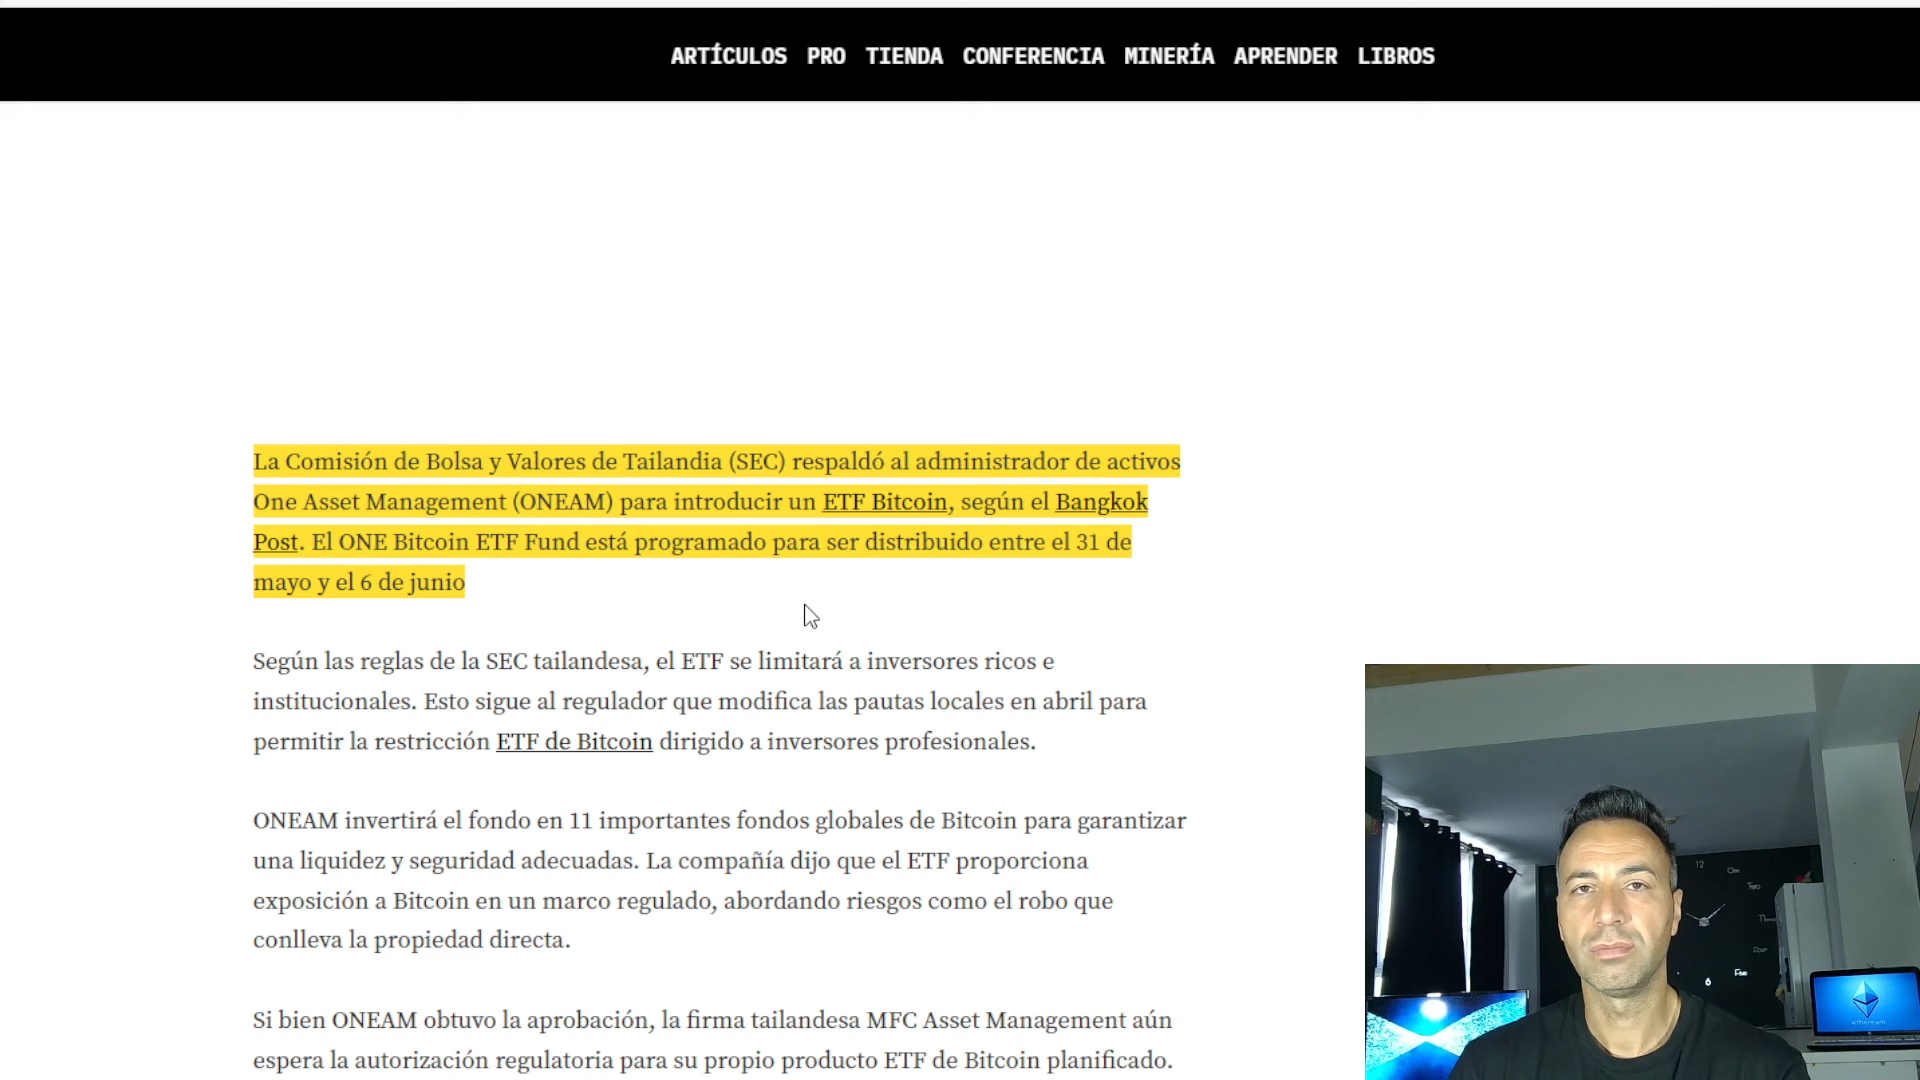 ARTÍCULOS PRO TIENDA CONFERENCIA MINERÍA APRENDER LIBROS
La Comisión de Bolsa y Valores de Tailandia (SEC) respaldó al administrador de activos
One Asset Management (ONEAM) para introducir un ETF Bitcoin, según el Bangkok
Post. El ONE Bitcoin ETF Fund está programado para ser distribuido entre el 31 de
mayo y el 6 de junio
Según las reglas de la SEC tailandesa, el ETF se limitará a inversores ricos e
institucionales. Esto sigue al regulador que modifica las pautas locales en abril para
permitir la restricción ETF de Bitcoin dirigido a inversores profesionales.
ONEAM invertirá el fondo en 11 importantes fondos globales de Bitcoin para garantizar
una liquidez y seguridad adecuadas. La compañía dijo que el ETF proporciona
exposición a Bitcoin en un marco regulado, abordando riesgos como el robo que
conlleva la propiedad directa.
Si bien ONEAM obtuvo la aprobación, la firma tailandesa MFC Asset Management aún
espera la autorización regulatoria para su propio producto ETF de Bitcoin planificado.
12
One
Two
Four
Five
6
ethereum